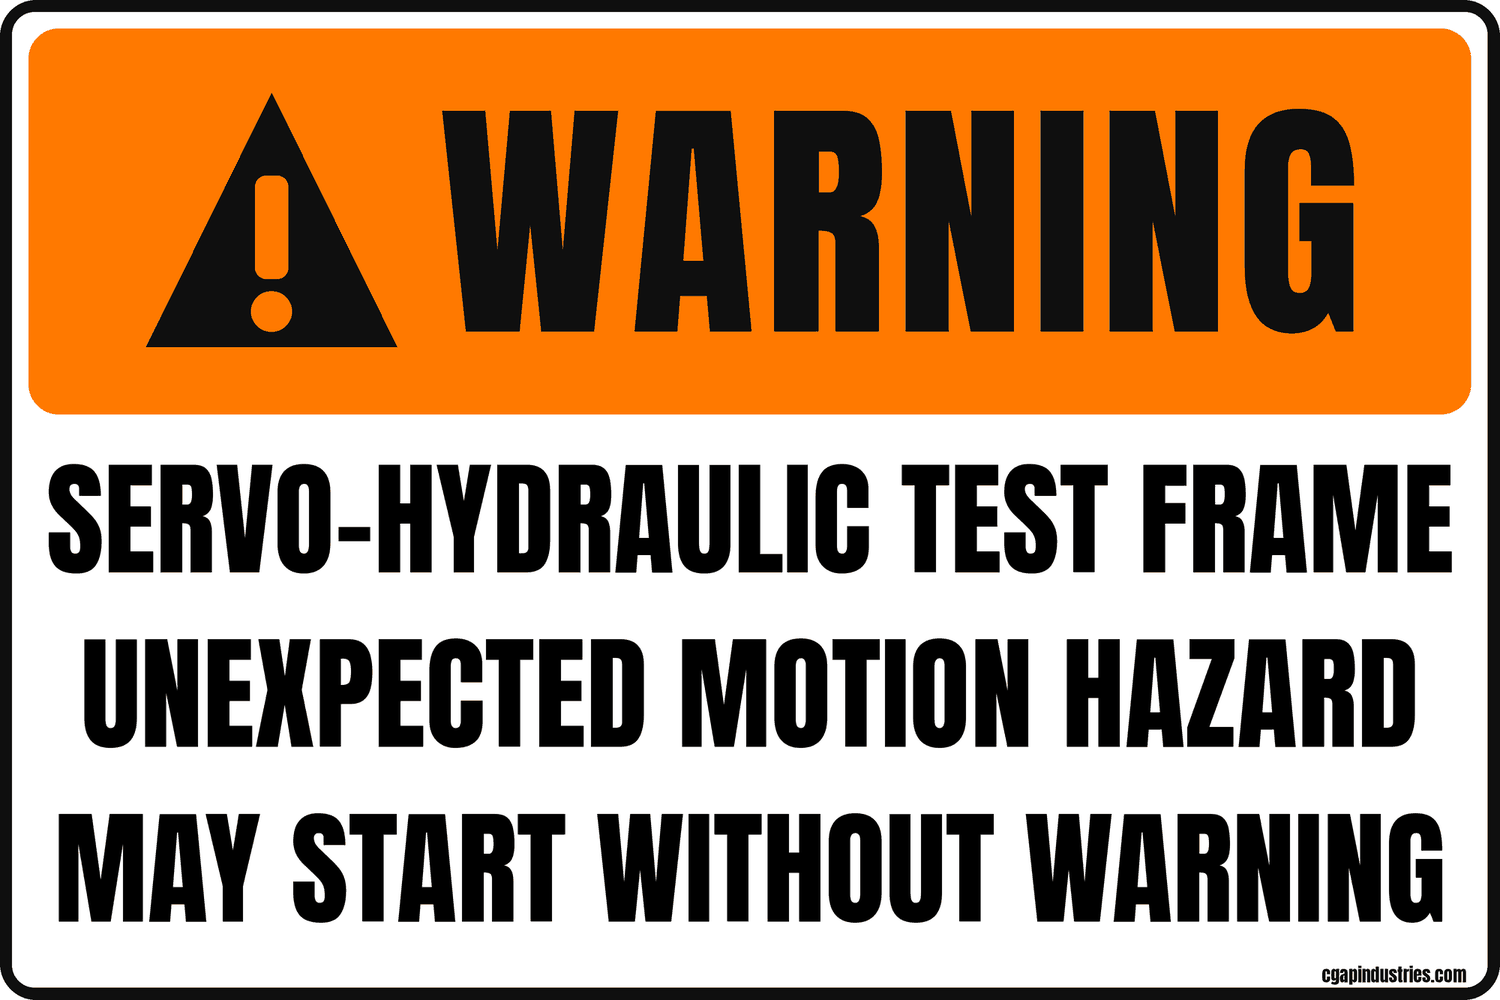 WARNING
SERVO-HYDRAULIC TEST FRAME
UNEXPECTED MOTION HAZARD
MAY START WITHOUT WARNING
cgapindustries.com